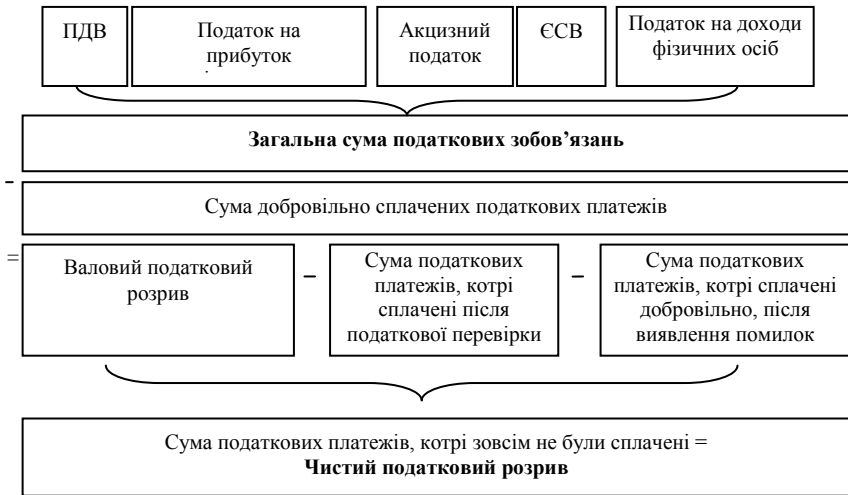 ПДВ
Податок на
прибуток
Акцизний
податок
ЄСВ
Податок на доходи
фізичних осіб
Загальна сума податкових зобов’язань
–
Сума добровільно сплачених податкових платежів
=
Валовий податковий
розрив
–
Сума податкових
платежів, котрі
сплачені після
податкової перевірки
–
Сума податкових
платежів, котрі сплачені
добровільно, після
виявлення помилок
Сума податкових платежів, котрі зовсім не були сплачені =
Чистий податковий розрив